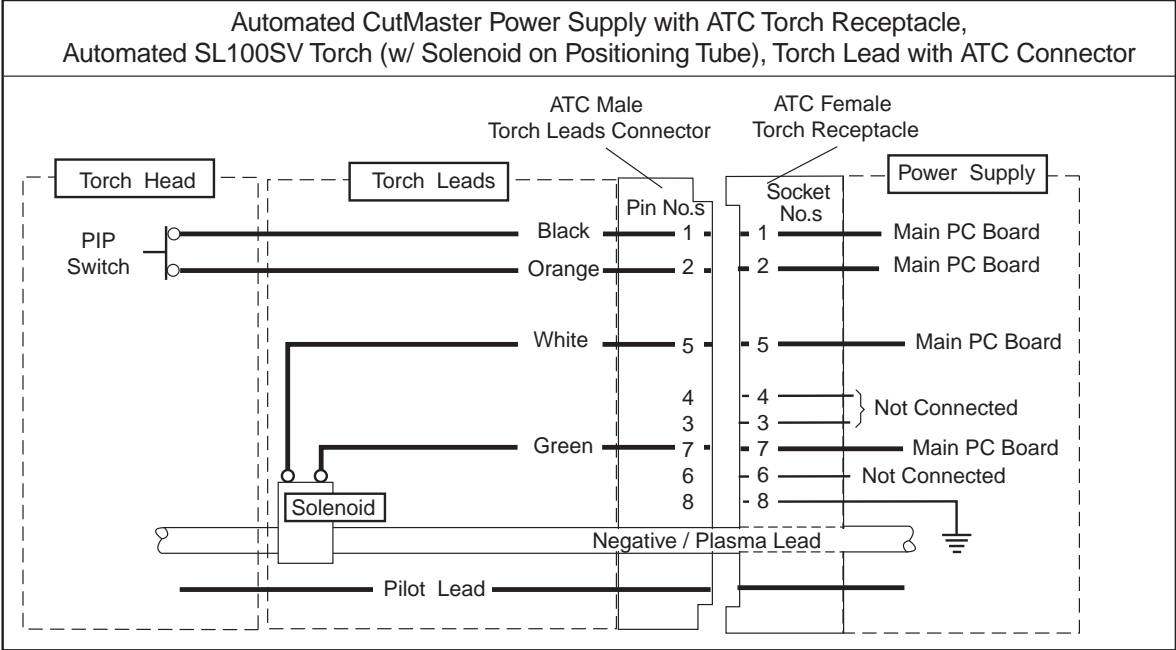 Automated CutMaster Power Supply with ATC Torch Receptacle,
Automated SL100SV Torch (w/ Solenoid on Positioning Tube), Torch Lead with ATC Connector
ATC Male
Torch Leads Connector
ATC Female
Torch Receptacle
Torch Head
Torch Leads
Power Supply
Pin No.s
Socket
No.s
PIP
Switch
Black 1 1 Main PC Board
Orange 2 2 Main PC Board
White 5 5 Main PC Board
4 4
Not Connected
3 3
Green 7 7 Main PC Board
6 6 Not Connected
8 8
Solenoid
Negative / Plasma Lead
Pilot Lead